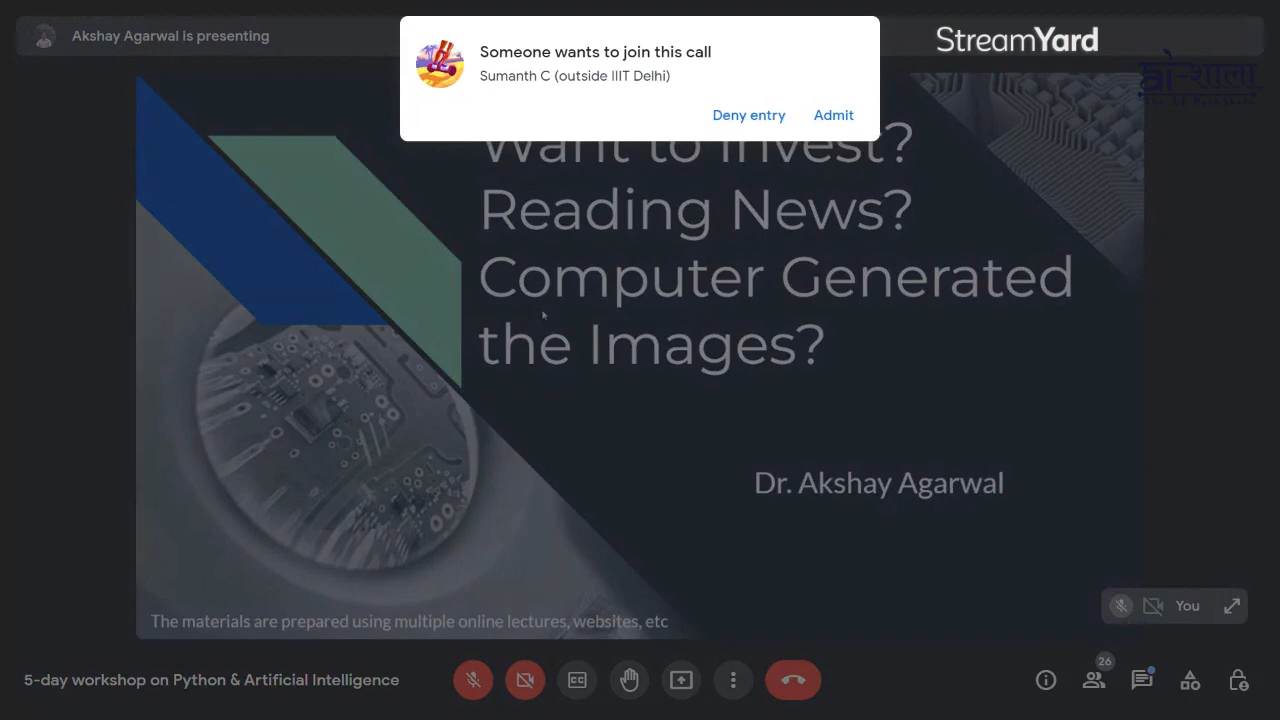 Akshay Agarwal is presenting
Someone wants to join this call
Sumanth C (outside IIIT Delhi)
Deny entry
Admit
StreamYard
ai-शाला
Want to Invest?
Reading News?
Computer Generated
the Images?
Dr. Akshay Agarwal
The materials are prepared using multiple online lectures, websites, etc
You
5-day workshop on Python & Artificial Intelligence
CC
26